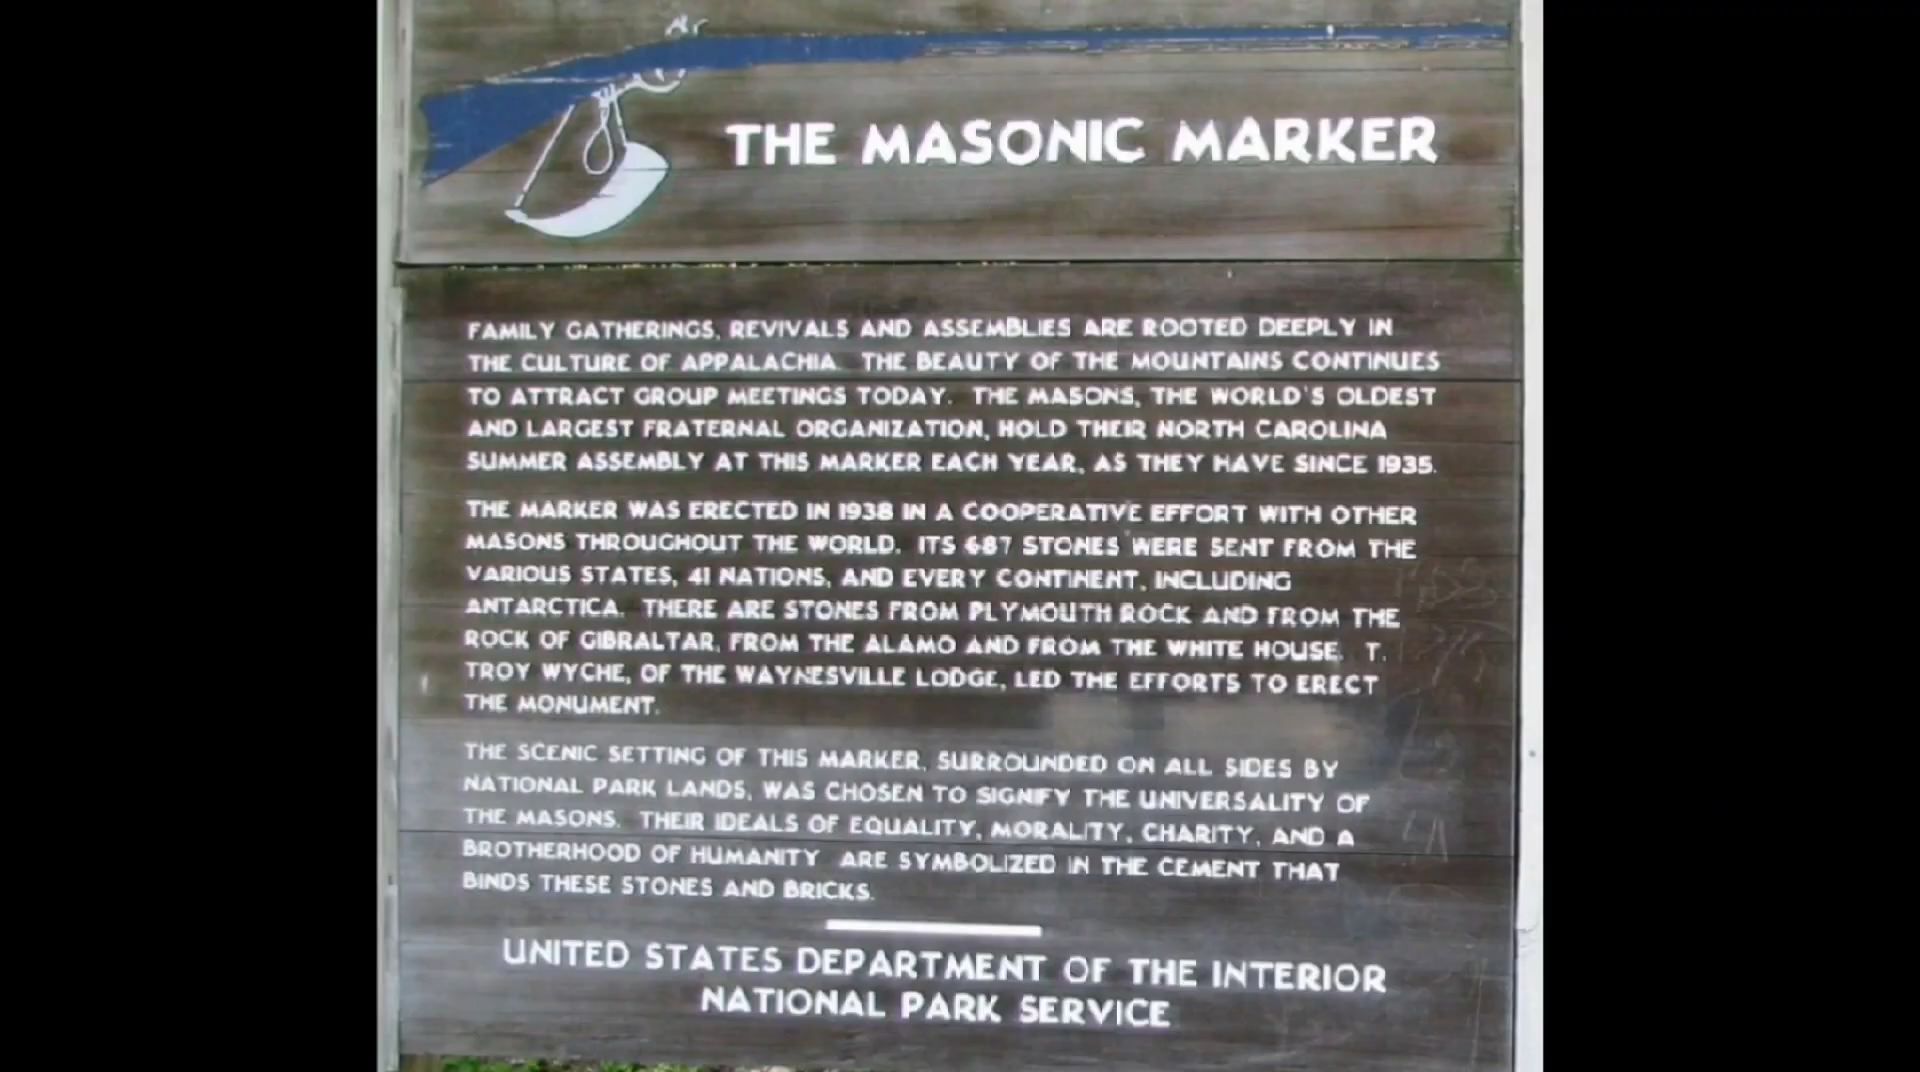 THE MASONIC MARKER
FAMILY GATHERINGS, REVIVALS AND ASSEMBLIES ARE ROOTED DEEPLY IN
THE CULTURE OF APPALACHIA. THE BEAUTY OF THE MOUNTAINS CONTINUES
TO ATTRACT GROUP MEETINGS TODAY. THE MASONS, THE WORLD'S OLDEST
AND LARGEST FRATERNAL ORGANIZATION, HOLD THEIR NORTH CAROLINA
SUMMER ASSEMBLY AT THIS MARKER EACH YEAR, AS THEY HAVE SINCE 1935.
THE MARKER WAS ERECTED IN 1938 IN A COOPERATIVE EFFORT WITH OTHER
MASONS THROUGHOUT THE WORLD. ITS 687 STONES WERE SENT FROM THE
VARIOUS STATES, 41 NATIONS, AND EVERY CONTINENT, INCLUDING
ANTARCTICA. THERE ARE STONES FROM PLYMOUTH ROCK AND FROM THE
ROCK OF GIBRALTAR, FROM THE ALAMO AND FROM THE WHITE HOUSE. T.
TROY WYCHE, OF THE WAYNESVILLE LODGE, LED THE EFFORTS TO ERECT
THE MONUMENT.
THE SCENIC SETTING OF THIS MARKER, SURROUNDED ON ALL SIDES BY
NATIONAL PARK LANDS, WAS CHOSEN TO SIGNIFY THE UNIVERSALITY OF
THE MASONS. THEIR IDEALS OF EQUALITY, MORALITY, CHARITY, AND A
BROTHERHOOD OF HUMANITY ARE SYMBOLIZED IN THE CEMENT THAT
BINDS THESE STONES AND BRICKS.
UNITED STATES DEPARTMENT OF THE INTERIOR
NATIONAL PARK SERVICE